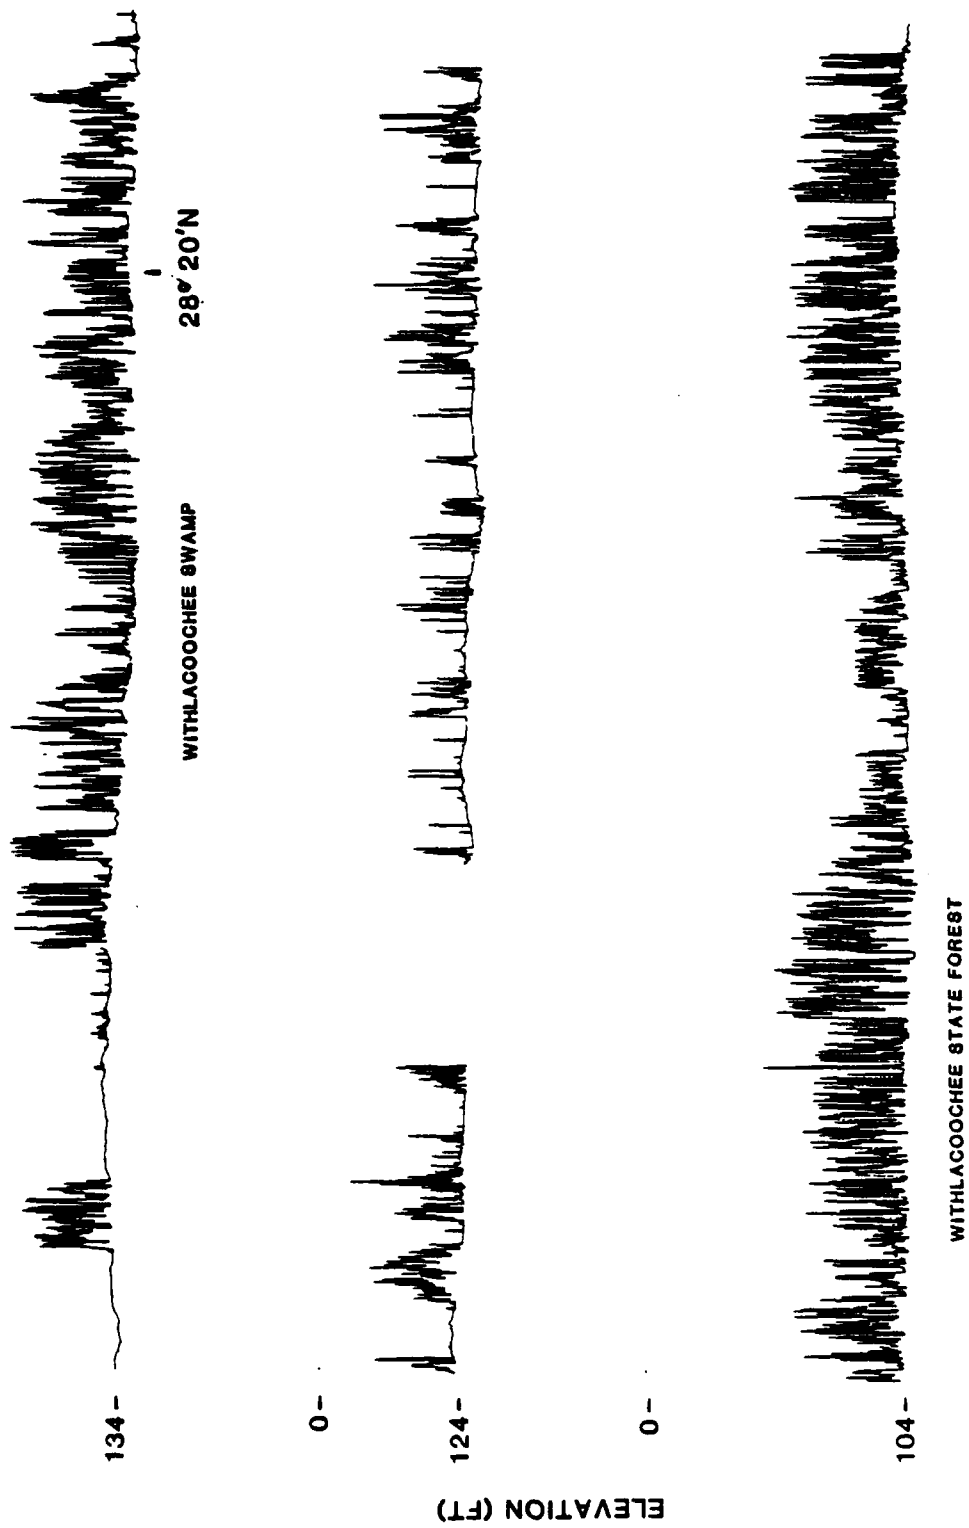 28° 20'N
WITHLACOOCHEE SWAMP
134-
0-
124-
0-
104-
ELEVATION (FT)
WITHLACOOCHEE STATE FOREST